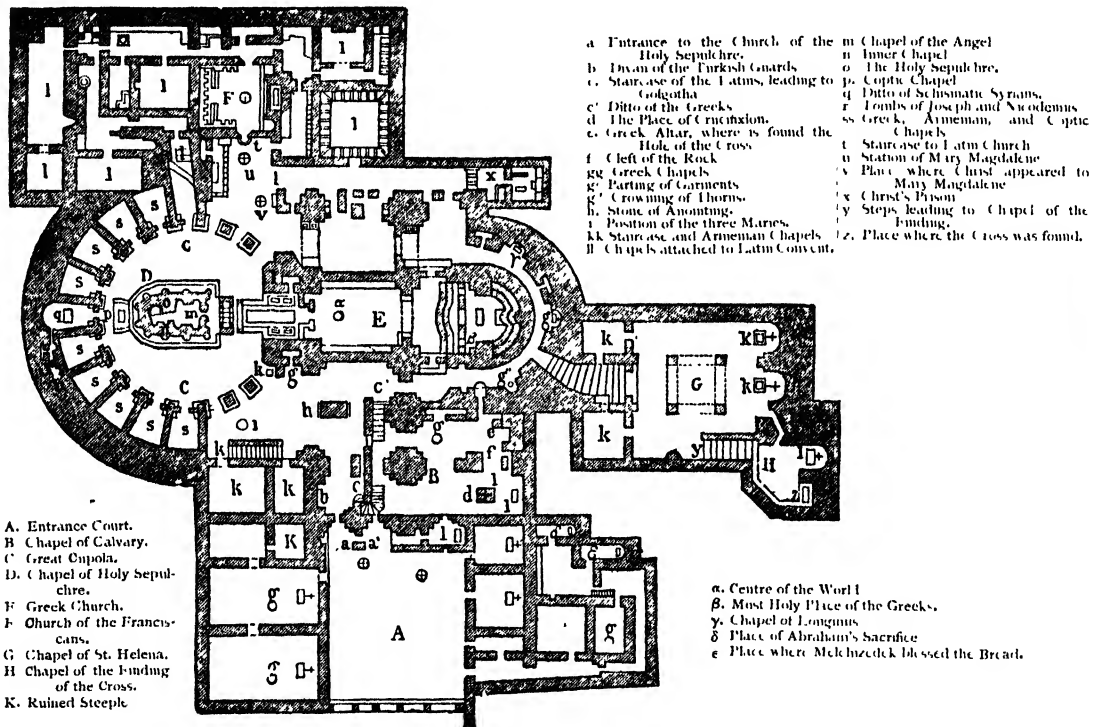 a Entrance to the Church of the
Holy Sepulchre.
b Divan of the Turkish Guards
c. Staircase of the Latins, leading to
Golgotha
c' Ditto of the Greeks
d The Place of Crucifixion.
e. Greek Altar, where is found the
Hole of the Cross
f Cleft of the Rock
gg Greek Chapels
g' Parting of Garments
g" Crowning of Thorns.
h. Stone of Anointing.
i Position of the three Maries.
kk Staircase and Armenian Chapels
ll Chapels attached to Latin Convent.
m Chapel of the Angel
n Inner Chapel
o The Holy Sepulchre.
p. Coptic Chapel
q Ditto of Schismatic Syrians.
r Tombs of Joseph and Nicodemus
ss Greek, Armenian, and Coptic
Chapels
t Staircase to Latin Church
u Station of Mary Magdalene
v Place where Christ appeared to
Mary Magdalene
x Christ's Prison
y Steps leading to Chapel of the
Finding.
z. Place where the Cross was found.
A. Entrance Court.
B Chapel of Calvary.
C Great Cupola.
D. Chapel of Holy Sepul-
chre.
E Greek Church.
F Church of the Francis-
cans.
G Chapel of St. Helena.
H Chapel of the Finding
of the Cross.
K. Ruined Steeple
α. Centre of the World
β. Most Holy Place of the Greeks.
γ. Chapel of Longinus
δ Place of Abraham's Sacrifice
ε Place where Melchizedek blessed the Bread.